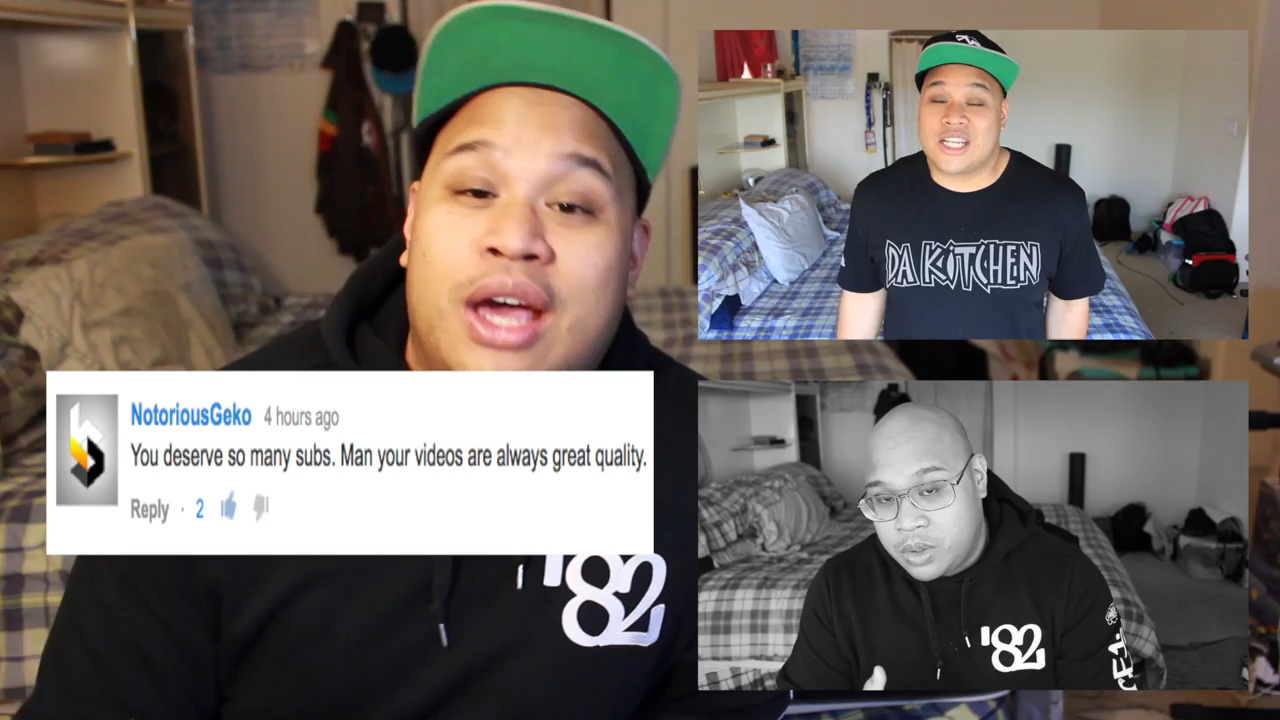 NotoriousGeko 4 hours ago
You deserve so many subs. Man your videos are always great quality.
Reply · 2
DA KITCHEN
'82
'82